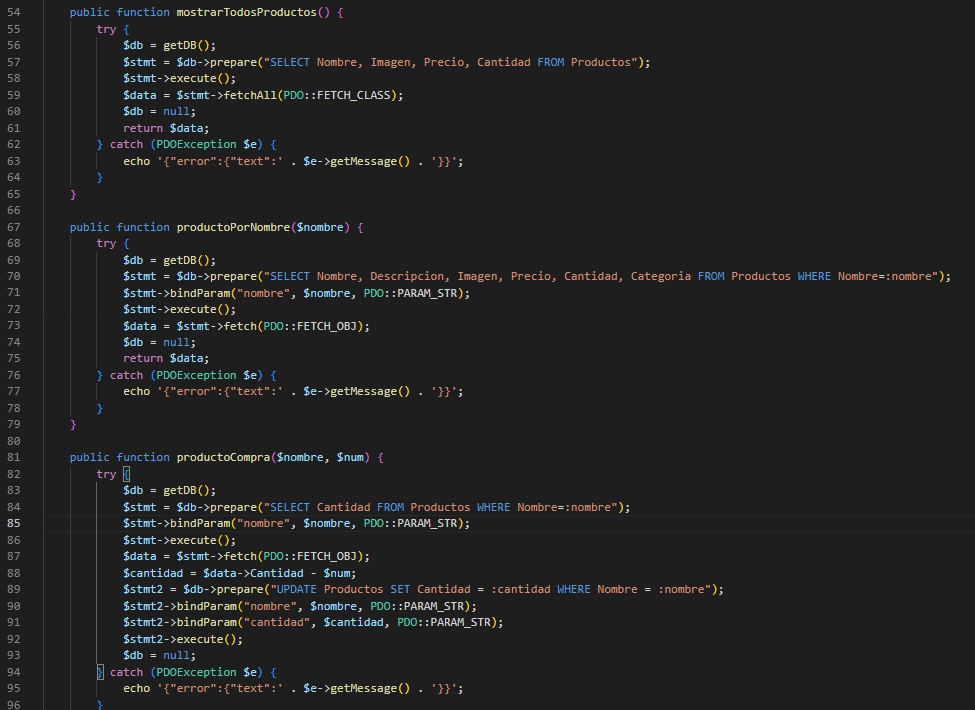 54 public function mostrarTodosProductos() {
55 try {
56 $db = getDB();
57 $stmt = $db->prepare("SELECT Nombre, Imagen, Precio, Cantidad FROM Productos");
58 $stmt->execute();
59 $data = $stmt->fetchAll(PDO::FETCH_CLASS);
60 $db = null;
61 return $data;
62 } catch (PDOException $e) {
63 echo '{"error":{"text":' . $e->getMessage() . '}}';
64 }
65 }
66
67 public function productoPorNombre($nombre) {
68 try {
69 $db = getDB();
70 $stmt = $db->prepare("SELECT Nombre, Descripcion, Imagen, Precio, Cantidad, Categoria FROM Productos WHERE Nombre=:nombre");
71 $stmt->bindParam("nombre", $nombre, PDO::PARAM_STR);
72 $stmt->execute();
73 $data = $stmt->fetch(PDO::FETCH_OBJ);
74 $db = null;
75 return $data;
76 } catch (PDOException $e) {
77 echo '{"error":{"text":' . $e->getMessage() . '}}';
78 }
79 }
80
81 public function productoCompra($nombre, $num) {
82 try {
83 $db = getDB();
84 $stmt = $db->prepare("SELECT Cantidad FROM Productos WHERE Nombre=:nombre");
85 $stmt->bindParam("nombre", $nombre, PDO::PARAM_STR);
86 $stmt->execute();
87 $data = $stmt->fetch(PDO::FETCH_OBJ);
88 $cantidad = $data->Cantidad - $num;
89 $stmt2 = $db->prepare("UPDATE Productos SET Cantidad = :cantidad WHERE Nombre = :nombre");
90 $stmt2->bindParam("nombre", $nombre, PDO::PARAM_STR);
91 $stmt2->bindParam("cantidad", $cantidad, PDO::PARAM_STR);
92 $stmt2->execute();
93 $db = null;
94 } catch (PDOException $e) {
95 echo '{"error":{"text":' . $e->getMessage() . '}}';
96 }